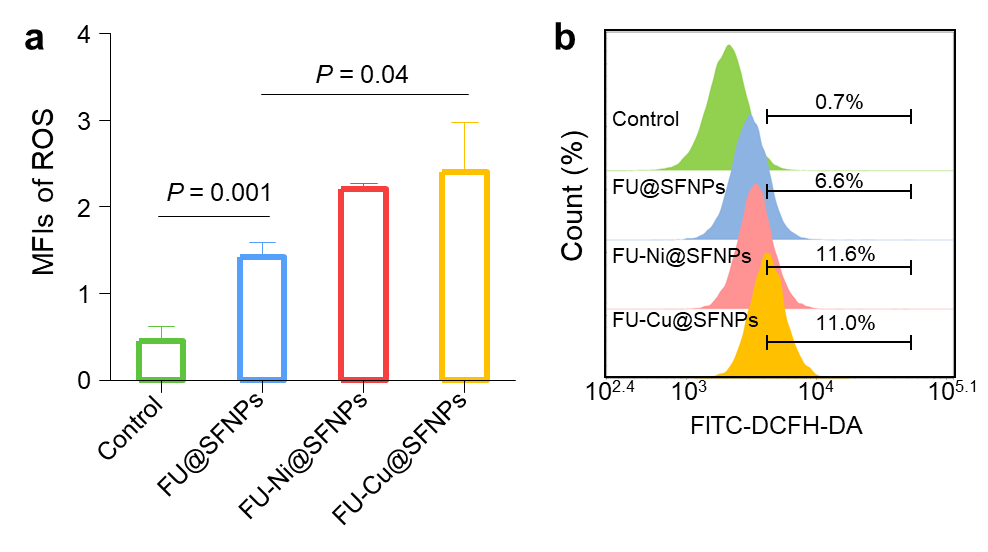 a
MFIs of ROS
4
3
2
1
0
P = 0.04
P = 0.001
Control
FU@SFNPs
FU-Ni@SFNPs
FU-Cu@SFNPs
b
Count (%)
Control
0.7%
FU@SFNPs
6.6%
FU-Ni@SFNPs
11.6%
FU-Cu@SFNPs
11.0%
10^2.4 10^3 10^4 10^5.1
FITC-DCFH-DA